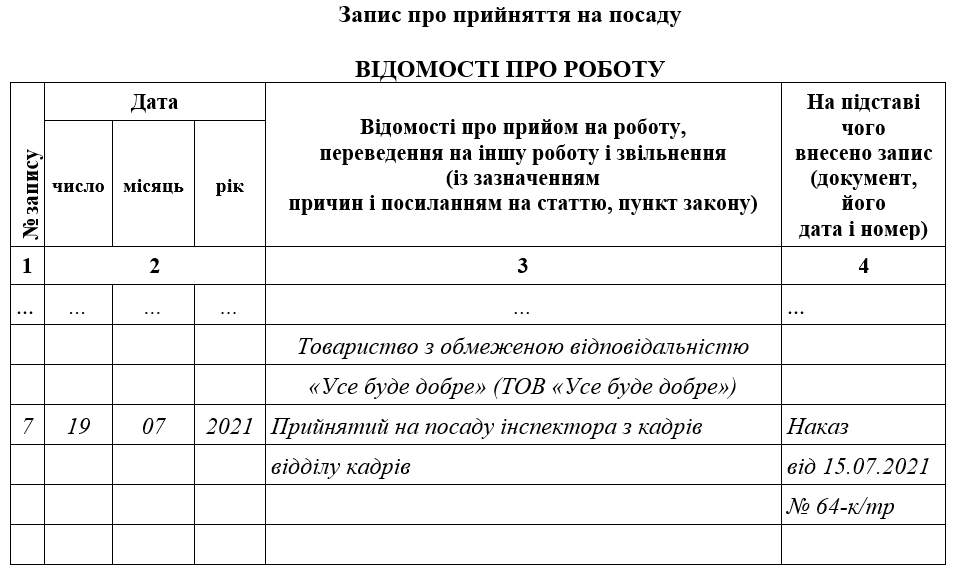 Запис про прийняття на посаду
ВІДОМОСТІ ПРО РОБОТУ
№ запису
Дата
число місяць рік
Відомості про прийом на роботу,
переведення на іншу роботу і звільнення
(із зазначенням
причин і посиланням на статтю, пункт закону)
На підставі
чого
внесено запис
(документ,
його
дата і номер)
1 2 3 4
... ... ... ... ... ...
Товариство з обмеженою відповідальністю
«Усе буде добре» (ТОВ «Усе буде добре»)
7 19 07 2021 Прийнятий на посаду інспектора з кадрів Наказ
відділу кадрів від 15.07.2021
№ 64-к/тр